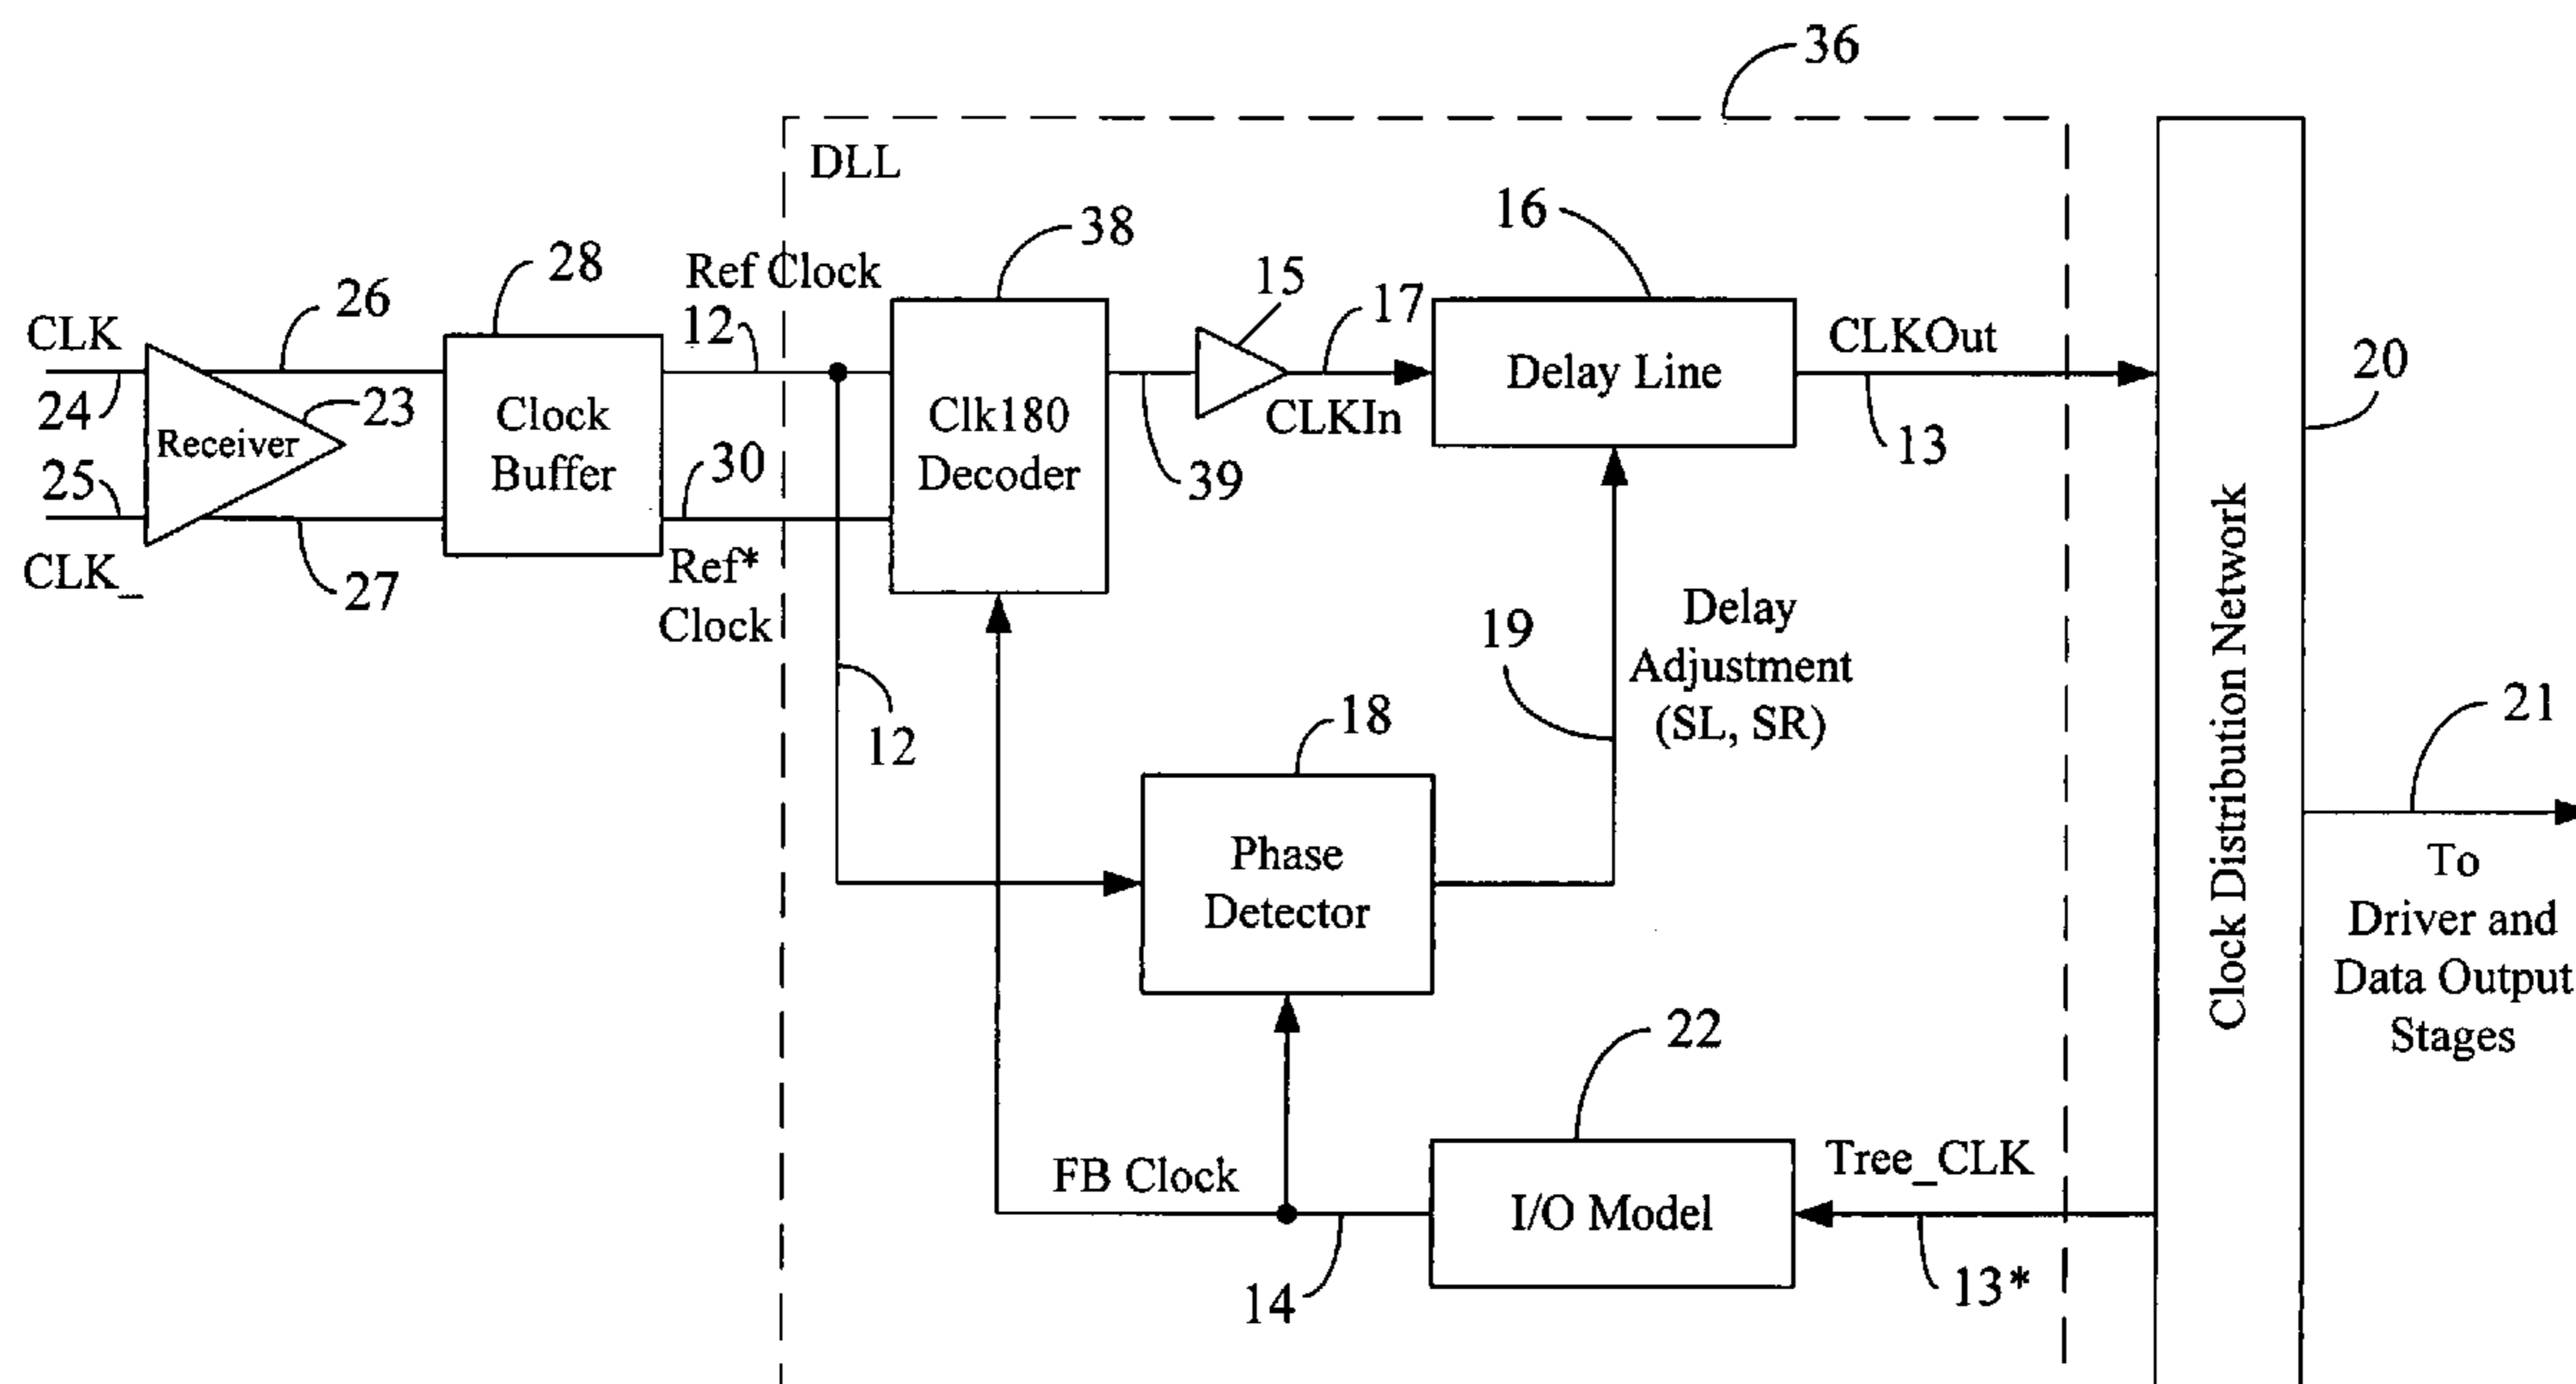 36
DLL
16
38
28
Ref Clock
15
26
12
17
CLK
CLKOut
20
24
23
Clock
Buffer
Clk180
Decoder
Delay Line
Receiver
CLKIn
13
25
30
39
CLK_
27
Ref*
Clock
Clock Distribution Network
19
Delay
Adjustment
(SL, SR)
12
18
21
Phase
Detector
To
Driver and
Data Output
Stages
22
FB Clock
Tree_CLK
I/O Model
14
13*